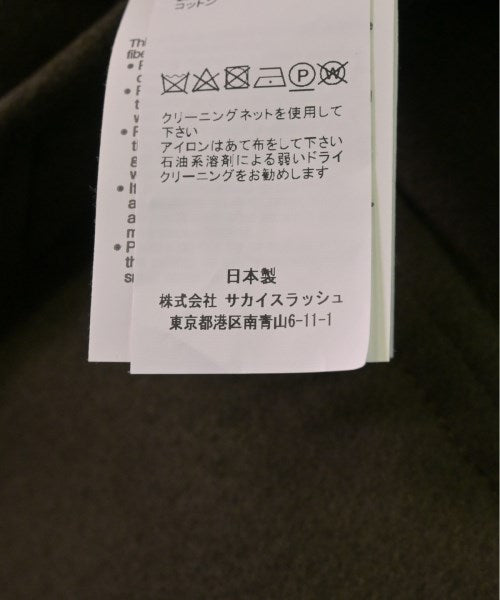 コットン
P
W
クリーニングネットを使用して
下さい
アイロンはあて布をして下さい
石油系溶剤による弱いドライ
クリーニングをお勧めします
日本製
株式会社 サカイスラッシュ
東京都港区南青山6-11-1